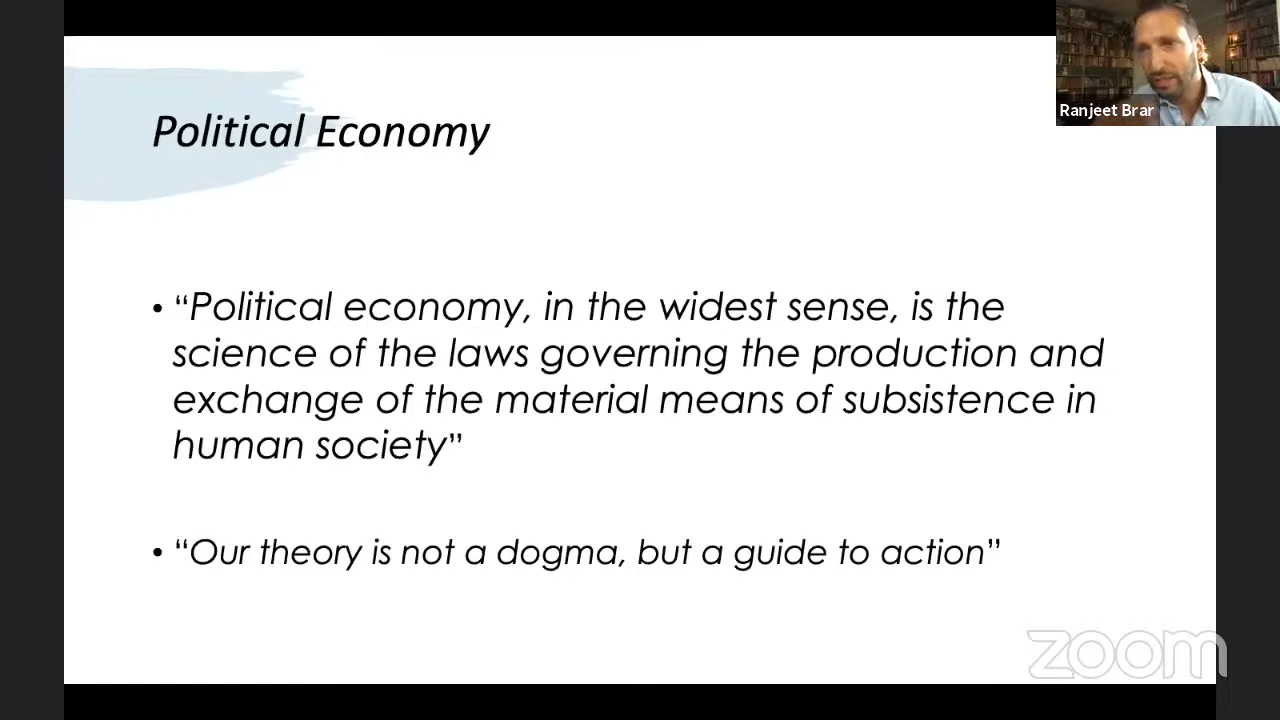 Ranjeet Brar
Political Economy
• “Political economy, in the widest sense, is the
science of the laws governing the production and
exchange of the material means of subsistence in
human society”
• “Our theory is not a dogma, but a guide to action”
zoom